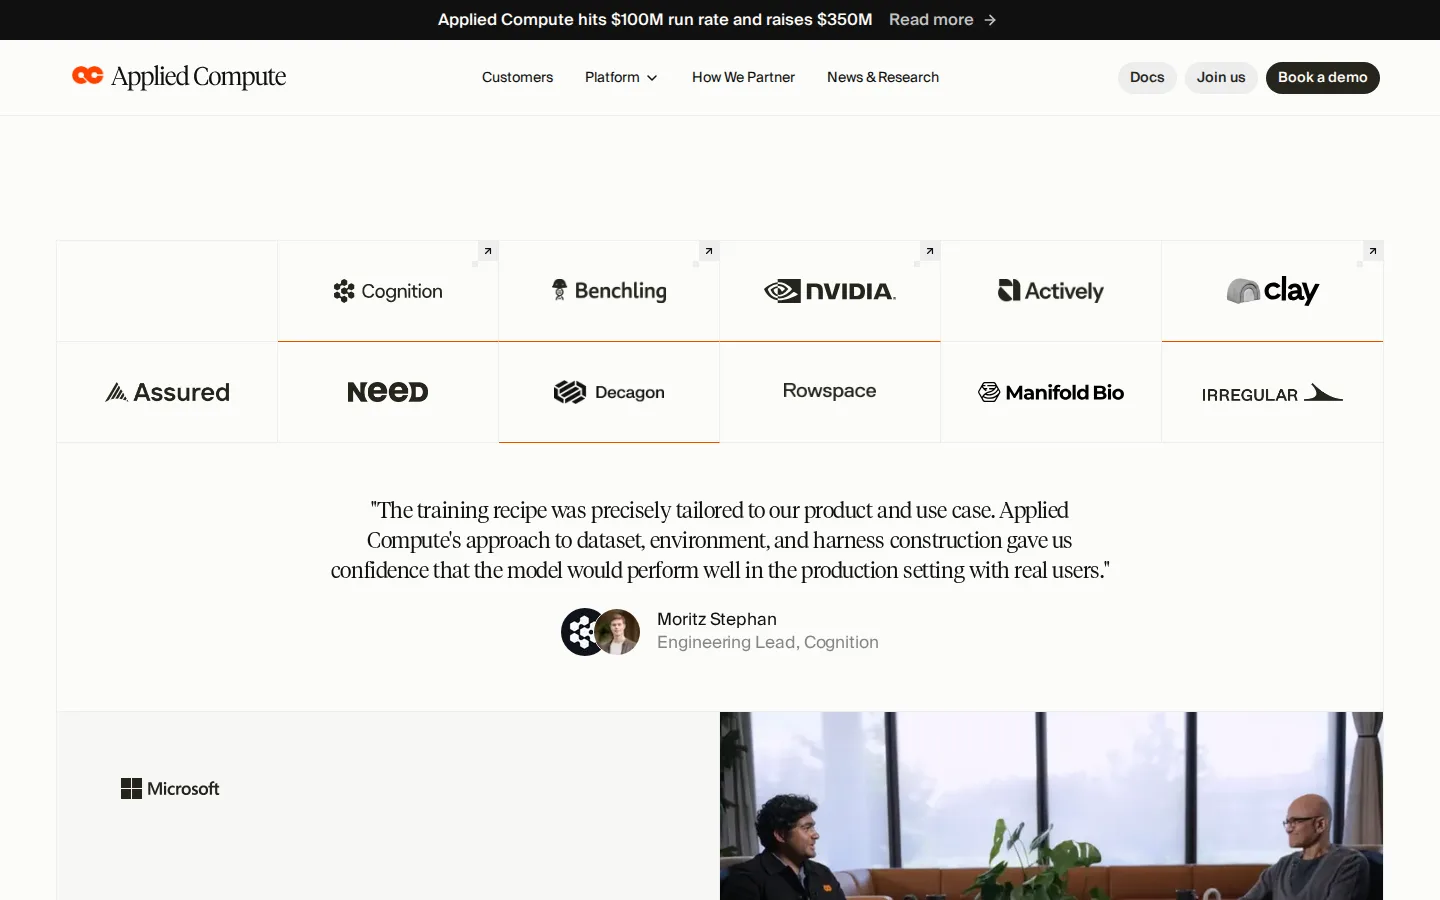 Applied Compute hits $100M run rate and raises $350M Read more →
Applied Compute
Customers
Platform
How We Partner
News & Research
Docs
Join us
Book a demo
Cognition
Benchling
NVIDIA.
Actively
clay
Assured
NeeD
Decagon
Rowspace
Manifold Bio
IRREGULAR
"The training recipe was precisely tailored to our product and use case. Applied
Compute's approach to dataset, environment, and harness construction gave us
confidence that the model would perform well in the production setting with real users."
Moritz Stephan
Engineering Lead, Cognition
Microsoft